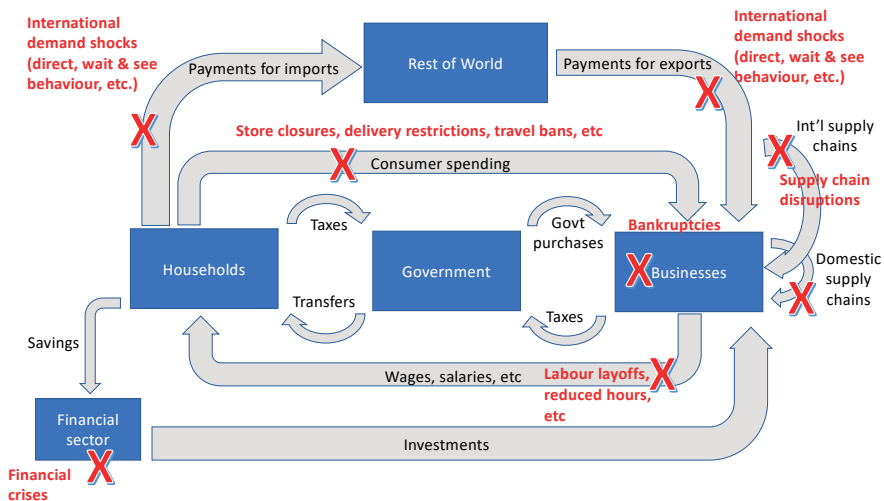 International
demand shocks
(direct, wait & see
behaviour, etc.)
Payments for imports
Rest of World
Payments for exports
International
demand shocks
(direct, wait & see
behaviour, etc.)
X
X
Store closures, delivery restrictions, travel bans, etc
X
Consumer spending
X
Int'l supply
chains
Supply chain
disruptions
Taxes
Govt
purchases
Bankruptcies
Households
Government
X
Businesses
Domestic
supply
chains
X
Transfers
Taxes
Savings
Wages, salaries, etc
Labour layoffs,
reduced hours,
etc
X
Financial
sector
X
Investments
Financial
crises